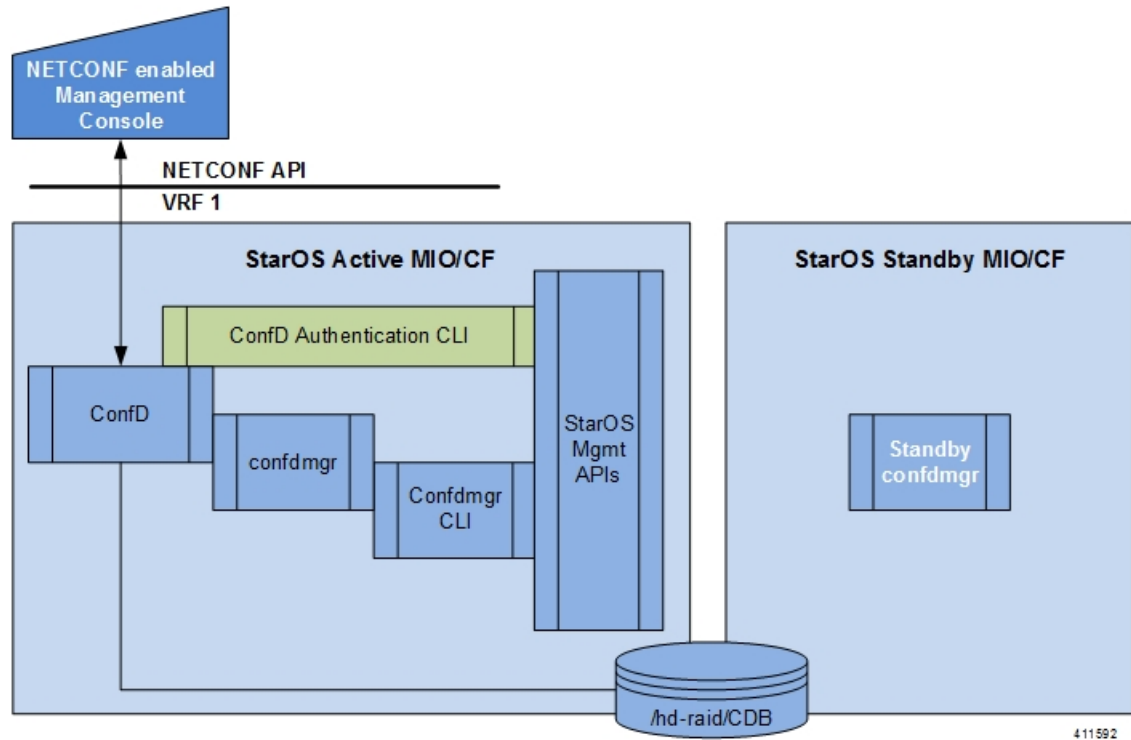 NETCONF enabled
Management
Console
NETCONF API
VRF 1
StarOS Active MIO/CF
StarOS Standby MIO/CF
ConfD Authentication CLI
ConfD
confdmgr
Confdmgr
CLI
StarOS
Mgmt
APIs
Standby
confdmgr
/hd-raid/CDB
411592